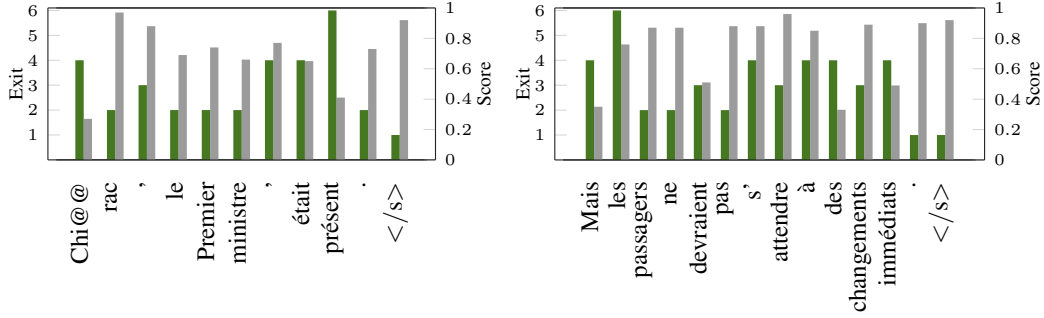 6
5
4
3
2
1
Exit
1
0.8
0.6
0.4
0.2
0
Score
Chi@@
rac
,
le
Premier
ministre
,
était
présent
.
</s>
6
5
4
3
2
1
Exit
1
0.8
0.6
0.4
0.2
0
Score
Mais
les
passagers
ne
devraient
pas
s'
attendre
à
des
changements
immédiats
.
</s>